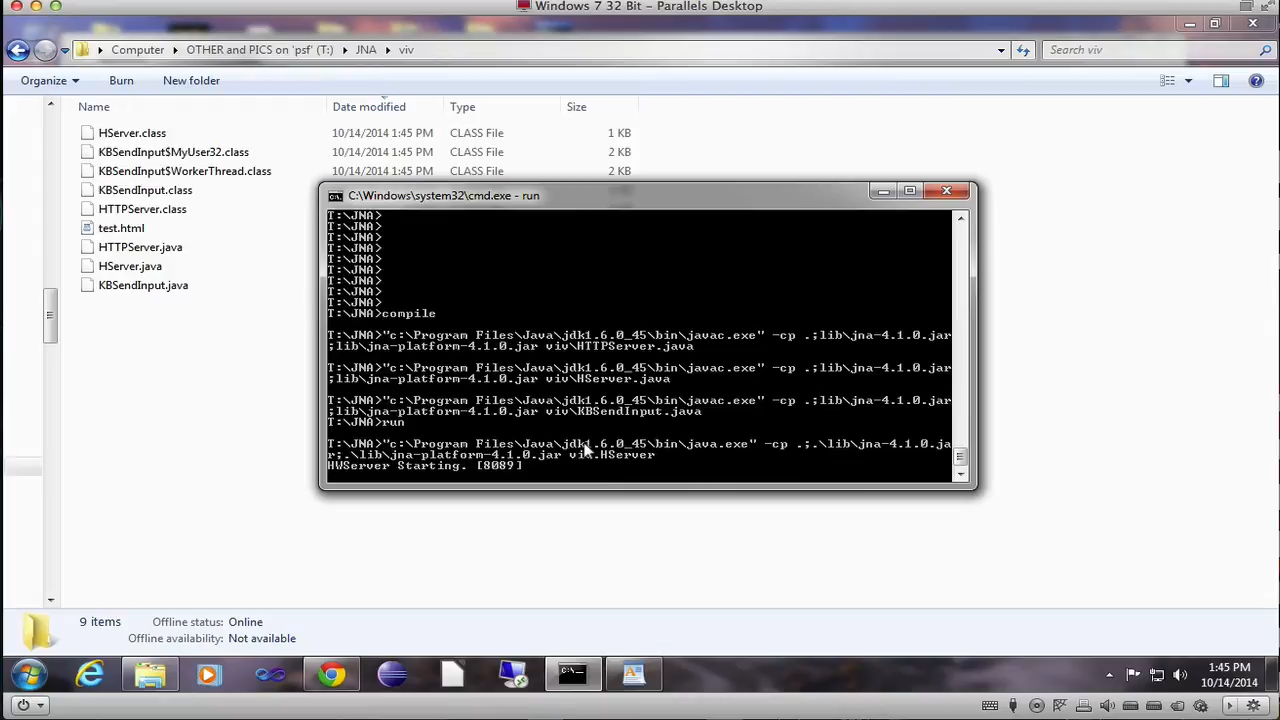 Windows 7 32 Bit - Parallels Desktop
Computer OTHER and PICS on 'psf' (T:) JNA viv
Search viv
Organize Burn New folder
Name Date modified Type Size
HServer.class 10/14/2014 1:45 PM CLASS File 1 KB
KBSendInput$MyUser32.class 10/14/2014 1:45 PM CLASS File 2 KB
KBSendInput$WorkerThread.class 10/14/2014 1:45 PM CLASS File 2 KB
KBSendInput.class
HTTPServer.class
test.html
HTTPServer.java
HServer.java
KBSendInput.java
C:\Windows\system32\cmd.exe - run
T:\JNA>
T:\JNA>
T:\JNA>
T:\JNA>
T:\JNA>
T:\JNA>
T:\JNA>
T:\JNA>
T:\JNA>
T:\JNA>compile
T:\JNA>"c:\Program Files\Java\jdk1.6.0_45\bin\javac.exe" -cp .;lib\jna-4.1.0.jar
;lib\jna-platform-4.1.0.jar viv\HTTPServer.java
T:\JNA>"c:\Program Files\Java\jdk1.6.0_45\bin\javac.exe" -cp .;lib\jna-4.1.0.jar
;lib\jna-platform-4.1.0.jar viv\HServer.java
T:\JNA>"c:\Program Files\Java\jdk1.6.0_45\bin\javac.exe" -cp .;lib\jna-4.1.0.jar
;lib\jna-platform-4.1.0.jar viv\KBSendInput.java
T:\JNA>run
T:\JNA>"c:\Program Files\Java\jdk1.6.0_45\bin\java.exe" -cp .;.\lib\jna-4.1.0.ja
r;.\lib\jna-platform-4.1.0.jar viv.HServer
HWServer Starting. [8089]
9 items Offline status: Online
Offline availability: Not available
1:45 PM
10/14/2014